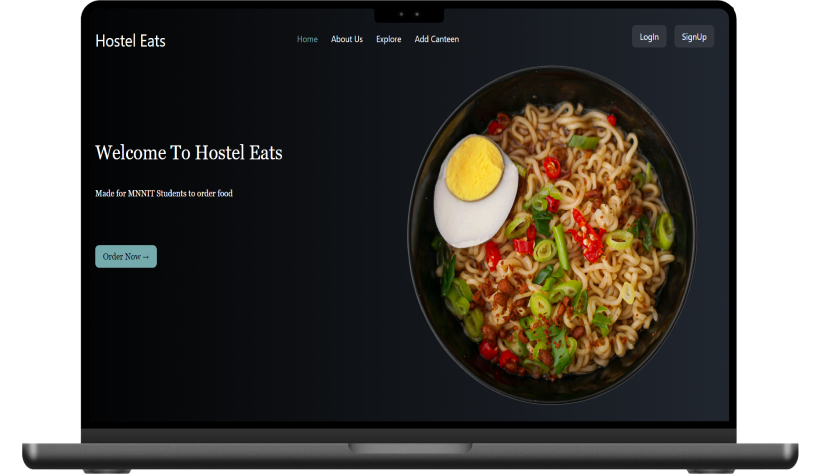 Hostel Eats
Home About Us Explore Add Canteen
LogIn SignUp
Welcome To Hostel Eats
Made for MNNIT Students to order food
Order Now →